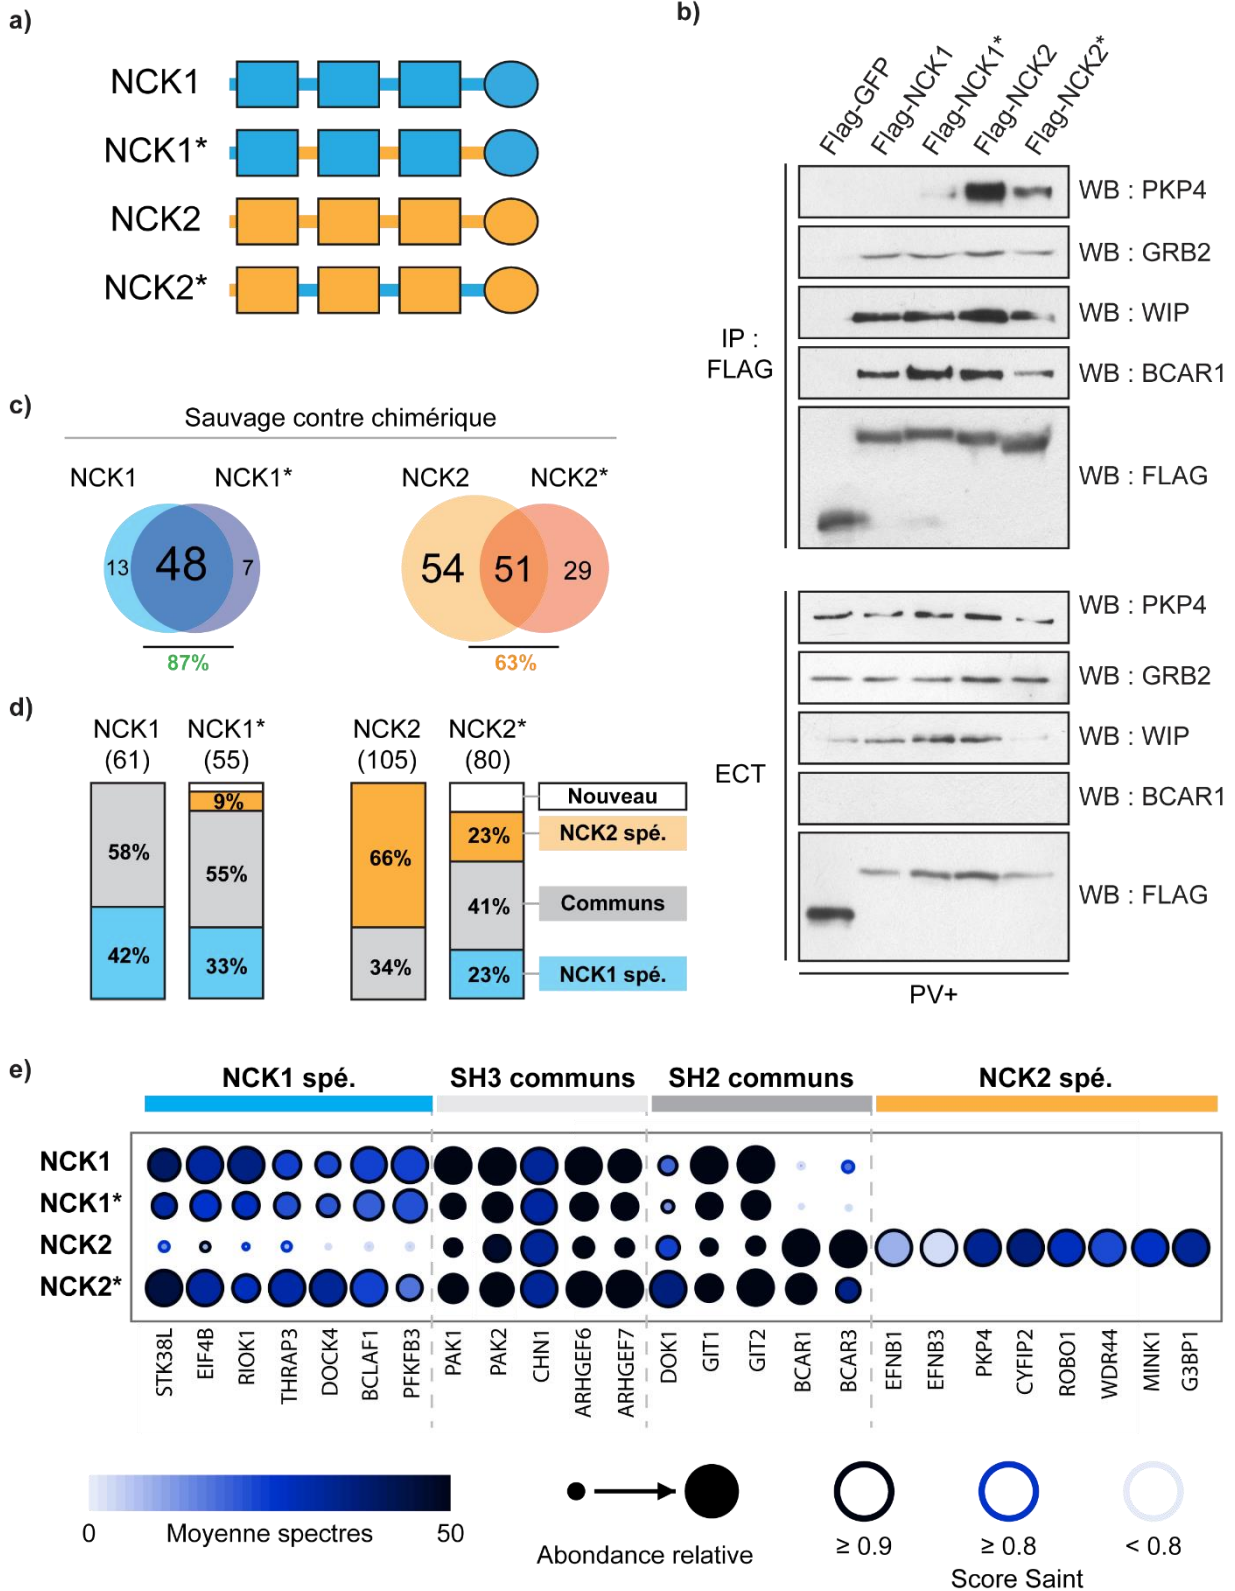 a)
NCK1
NCK1*
NCK2
NCK2*
b)
Flag-GFP
Flag-NCK1
Flag-NCK1*
Flag-NCK2
Flag-NCK2*
IP :
FLAG
WB : PKP4
WB : GRB2
WB : WIP
WB : BCAR1
WB : FLAG
ECT
WB : PKP4
WB : GRB2
WB : WIP
WB : BCAR1
WB : FLAG
PV+
c)
Sauvage contre chimérique
NCK1 NCK1* NCK2 NCK2*
13 48 7 54 51 29
87% 63%
d)
NCK1 NCK1* NCK2 NCK2*
(61) (55) (105) (80)
58% 42%
9% 55% 33%
66% 34%
23% 41% 23%
Nouveau
NCK2 spé.
Communs
NCK1 spé.
e)
NCK1 spé. SH3 communs SH2 communs NCK2 spé.
NCK1
NCK1*
NCK2
NCK2*
STK38L EIF4B RIOK1 THRAP3 DOCK4 BCLAF1 PFKFB3 PAK1 PAK2 CHN1 ARHGEF6 ARHGEF7 DOK1 GIT1 GIT2 BCAR1 BCAR3 EFNB1 EFNB3 PKP4 CYFIP2 ROBO1 WDR44 MINK1 G3BP1
0 Moyenne spectres 50
Abondance relative
≥ 0.9 ≥ 0.8 < 0.8
Score Saint